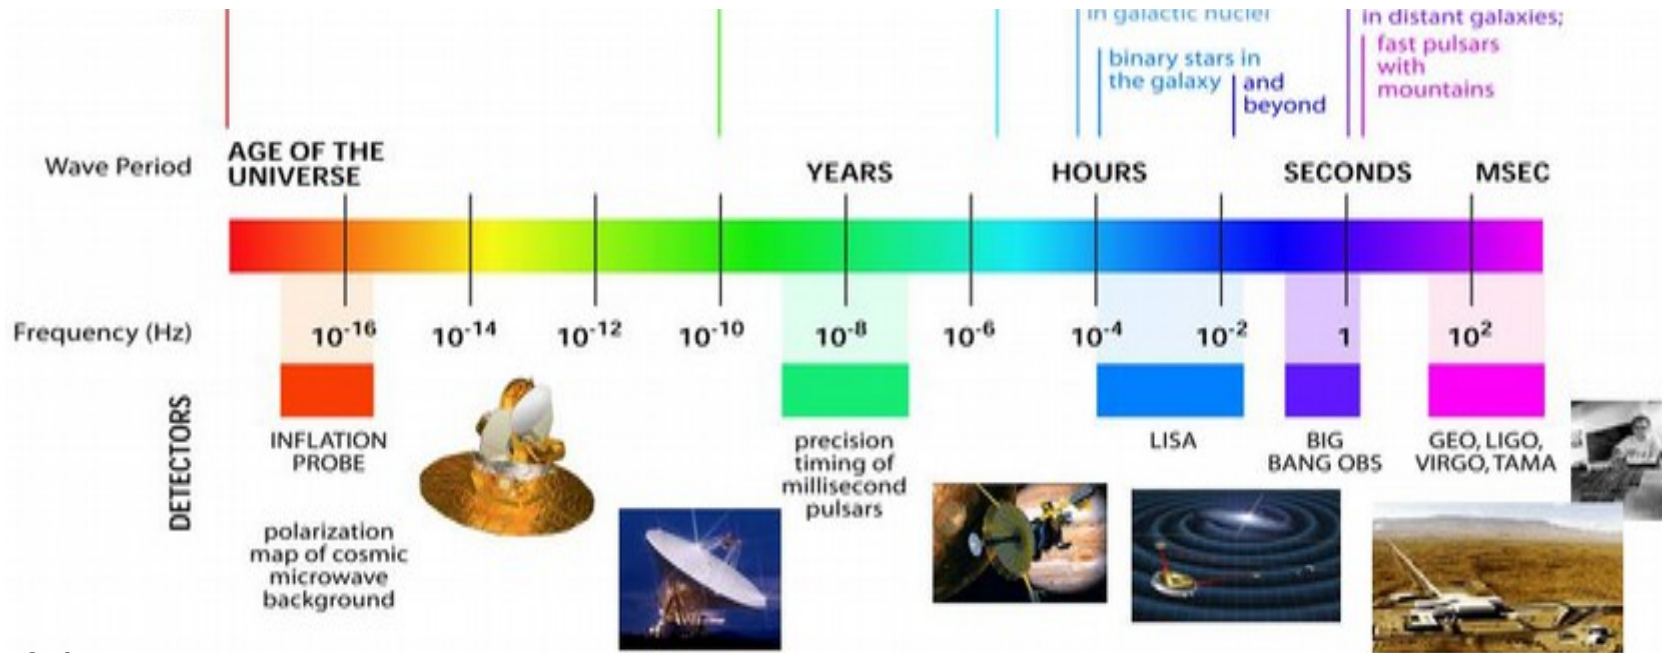 in galactic nuclei
in distant galaxies;
binary stars in
the galaxy
and
beyond
fast pulsars
with
mountains
Wave Period
AGE OF THE
UNIVERSE
YEARS
HOURS
SECONDS
MSEC
Frequency (Hz)
10⁻¹⁶ 10⁻¹⁴ 10⁻¹² 10⁻¹⁰ 10⁻⁸ 10⁻⁶ 10⁻⁴ 10⁻² 1 10²
DETECTORS
INFLATION
PROBE
polarization
map of cosmic
microwave
background
precision
timing of
millisecond
pulsars
LISA
BIG
BANG OBS
GEO, LIGO,
VIRGO, TAMA